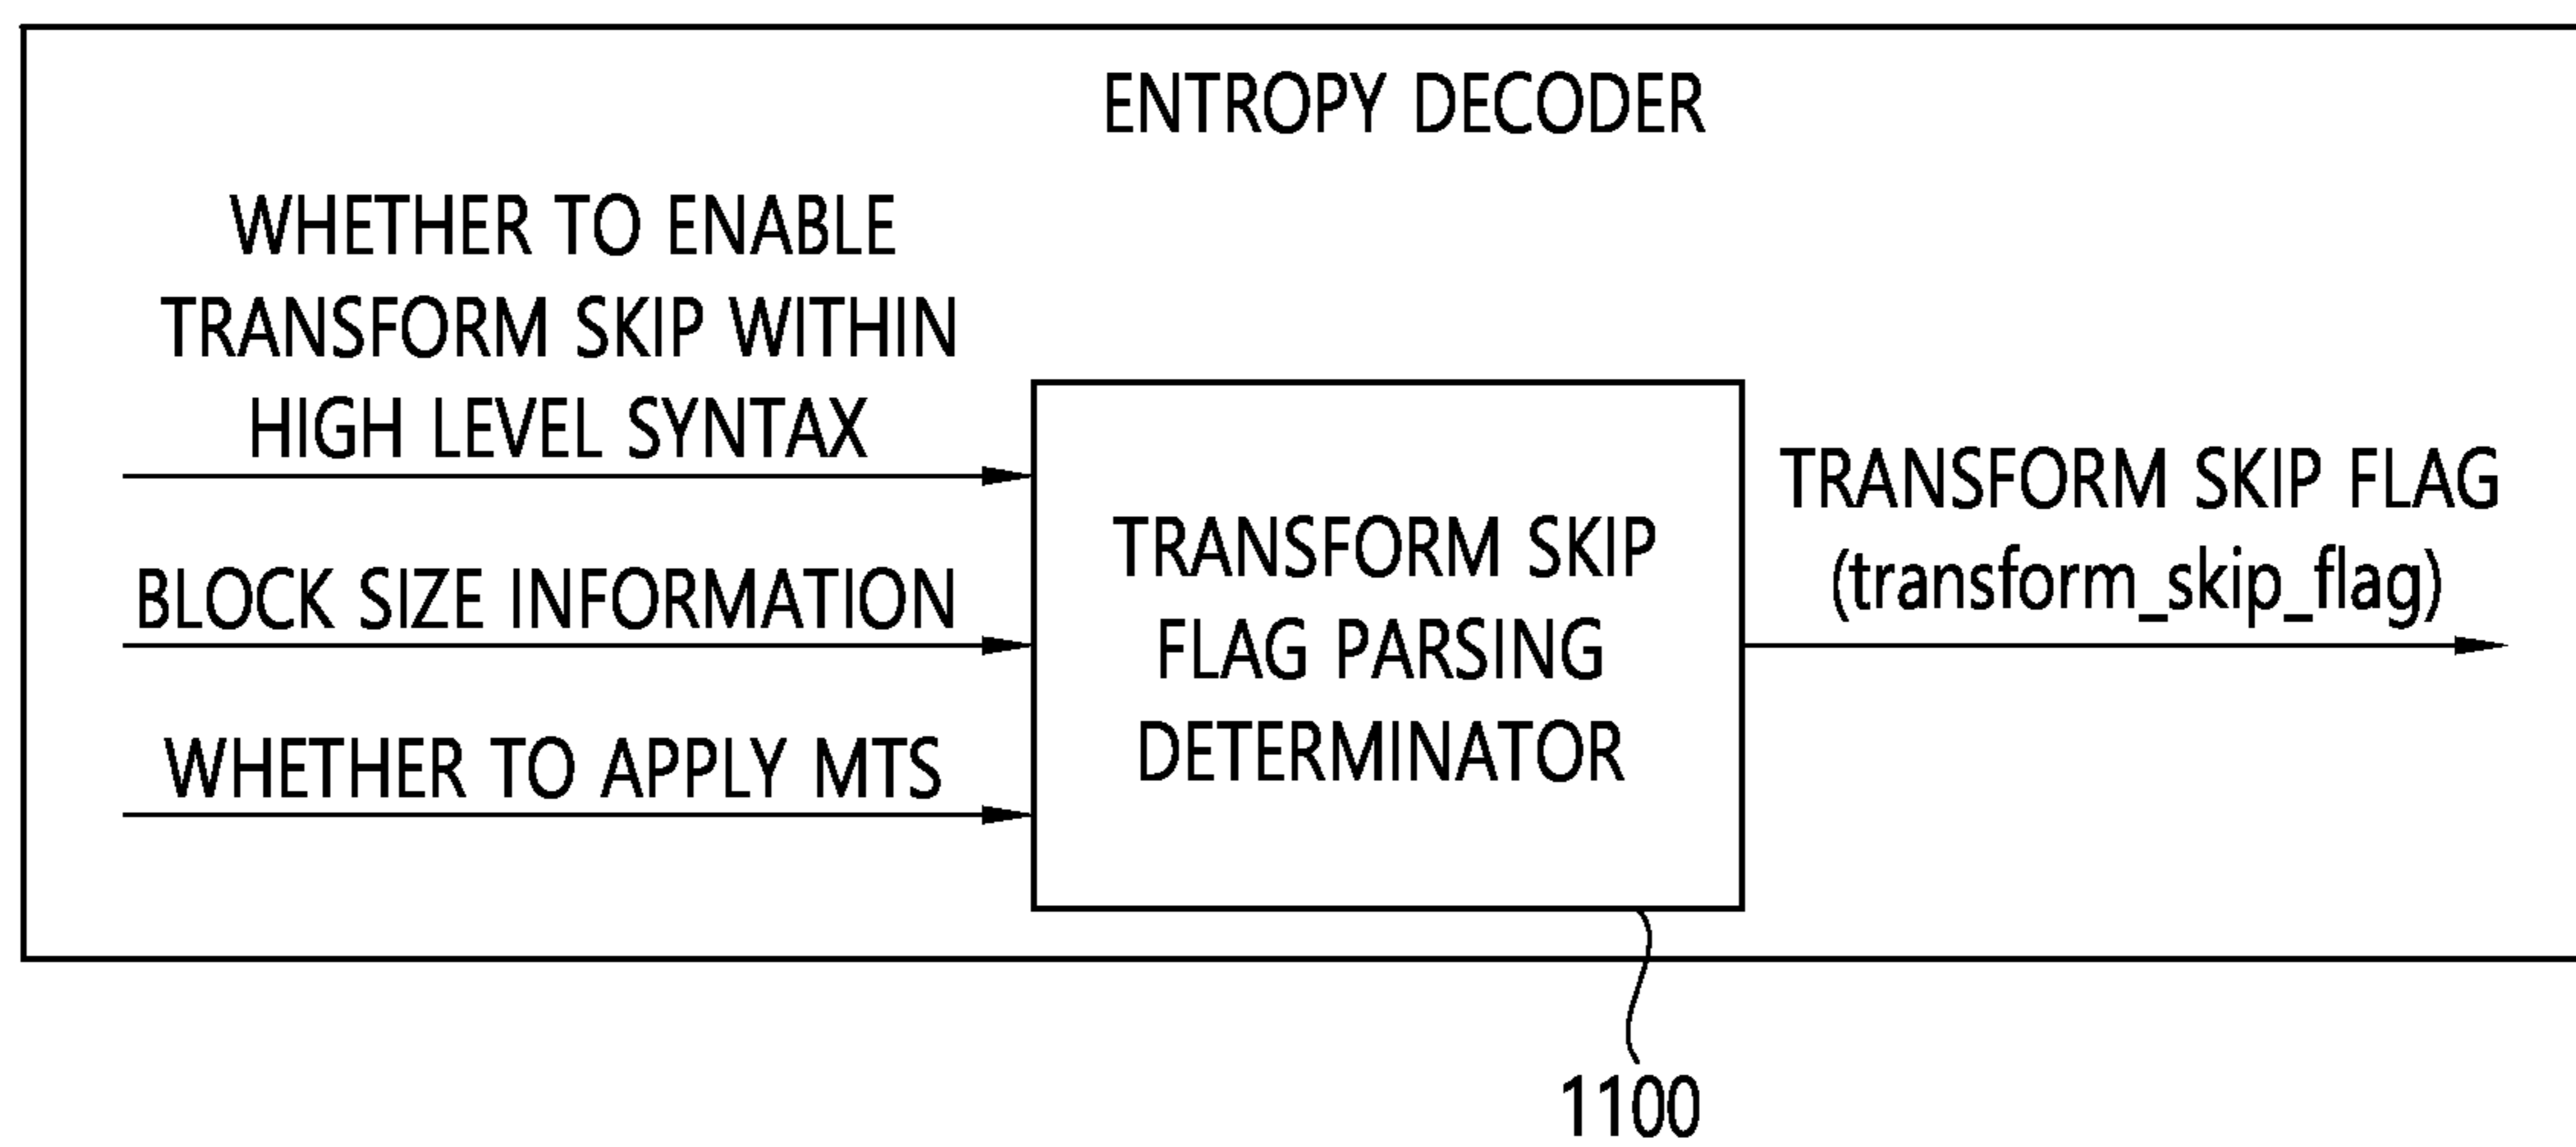 ENTROPY DECODER
WHETHER TO ENABLE
TRANSFORM SKIP WITHIN
HIGH LEVEL SYNTAX
BLOCK SIZE INFORMATION
WHETHER TO APPLY MTS
TRANSFORM SKIP
FLAG PARSING
DETERMINATOR
TRANSFORM SKIP FLAG
(transform_skip_flag)
1100